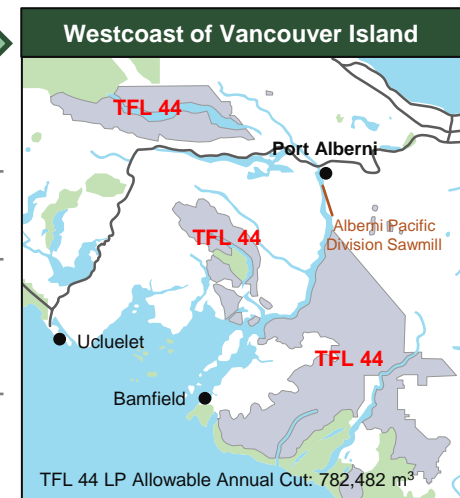 Westcoast of Vancouver Island
TFL 44
Port Alberni
Alberni Pacific
Division Sawmill
TFL 44
Ucluelet
TFL 44
Bamfield
TFL 44 LP Allowable Annual Cut: 782,482 m³